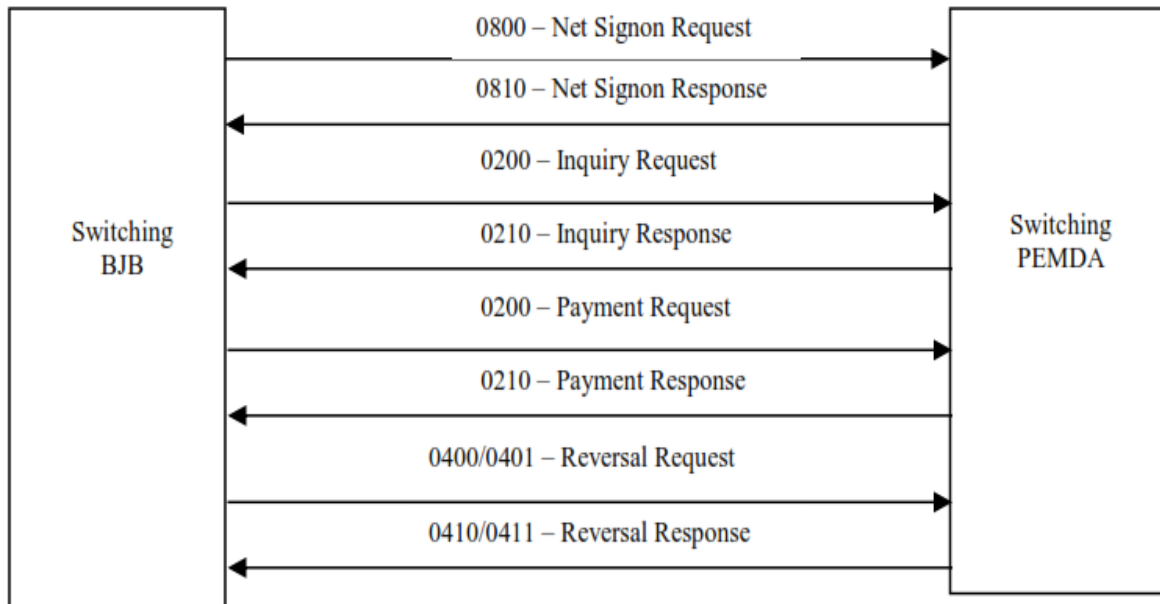 0800 – Net Signon Request
0810 – Net Signon Response
0200 – Inquiry Request
Switching
BJB
0210 – Inquiry Response
Switching
PEMDA
0200 – Payment Request
0210 – Payment Response
0400/0401 – Reversal Request
0410/0411 – Reversal Response